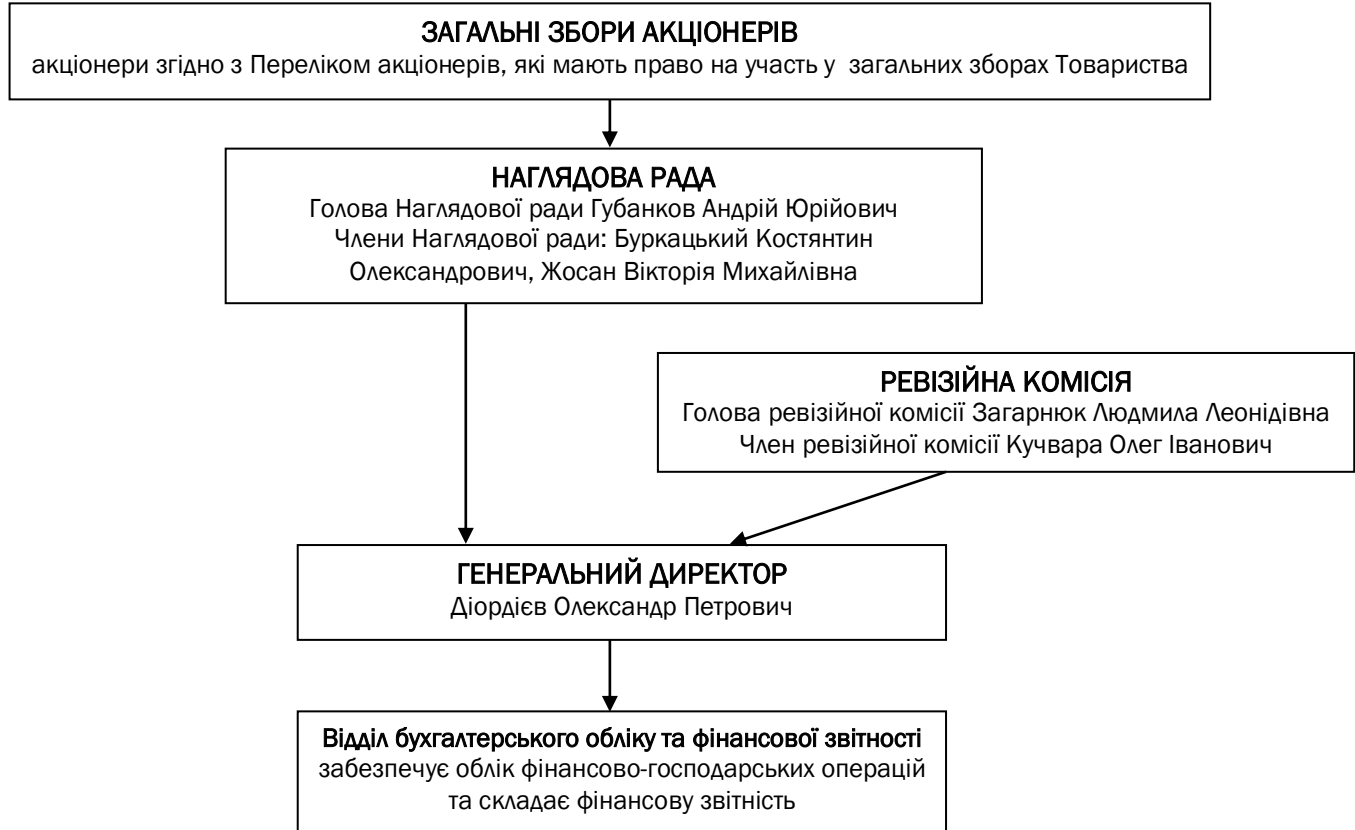 ЗАГАЛЬНІ ЗБОРИ АКЦІОНЕРІВ
акціонери згідно з Переліком акціонерів, які мають право на участь у загальних зборах Товариства
НАГЛЯДОВА РАДА
Голова Наглядової ради Губанков Андрій Юрійович
Члени Наглядової ради: Буркацький Костянтин
Олександрович, Жосан Вікторія Михайлівна
РЕВІЗІЙНА КОМІСІЯ
Голова ревізійної комісії Загарнюк Людмила Леонідівна
Член ревізійної комісії Кучвара Олег Іванович
ГЕНЕРАЛЬНИЙ ДИРЕКТОР
Діордієв Олександр Петрович
Відділ бухгалтерського обліку та фінансової звітності
забезпечує облік фінансово-господарських операцій
та складає фінансову звітність